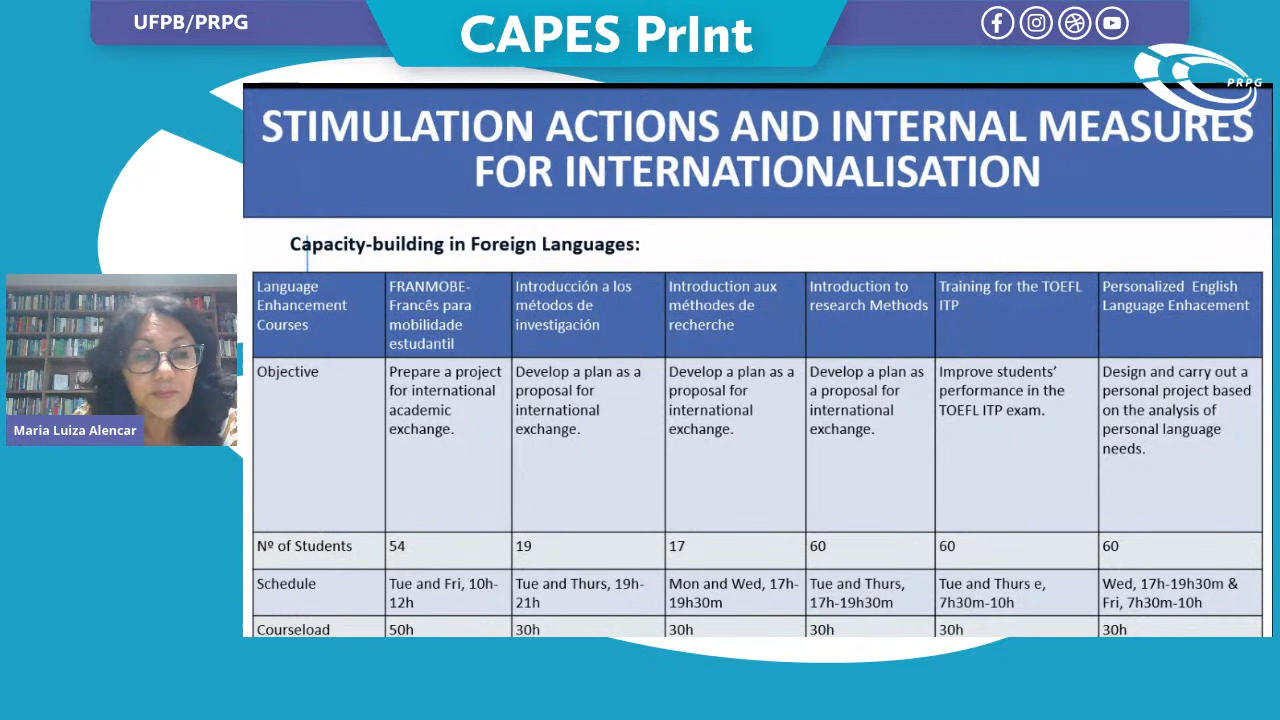 UFPB/PRPG
CAPES PrInt
PRPG
STIMULATION ACTIONS AND INTERNAL MEASURES
FOR INTERNATIONALISATION
Capacity-building in Foreign Languages:
Language
Enhancement
Courses
FRANMOBE-
Francês para
mobilidade
estudantil
Introducción a los
métodos de
investigación
Introduction aux
méthodes de
recherche
Introduction to
research Methods
Training for the TOEFL
ITP
Personalized English
Language Enhacement
Objective
Prepare a project
for international
academic
exchange.
Develop a plan as a
proposal for
international
exchange.
Develop a plan as a
proposal for
international
exchange.
Develop a plan as
a proposal for
international
exchange.
Improve students’
performance in the
TOEFL ITP exam.
Design and carry out a
personal project based
on the analysis of
personal language
needs.
Nº of Students
54
19
17
60
60
60
Schedule
Tue and Fri, 10h-
12h
Tue and Thurs, 19h-
21h
Mon and Wed, 17h-
19h30m
Tue and Thurs,
17h-19h30m
Tue and Thurs e,
7h30m-10h
Wed, 17h-19h30m &
Fri, 7h30m-10h
Courseload
50h
30h
30h
30h
30h
30h
Maria Luiza Alencar